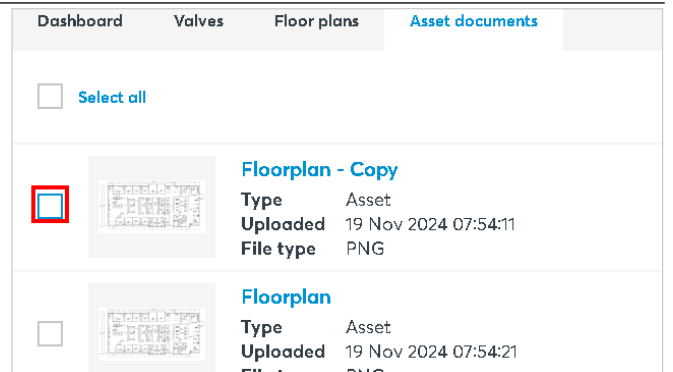 Dashboard Valves Floor plans Asset documents
Select all
Floorplan - Copy
Type Asset
Uploaded 19 Nov 2024 07:54:11
File type PNG
Floorplan
Type Asset
Uploaded 19 Nov 2024 07:54:21